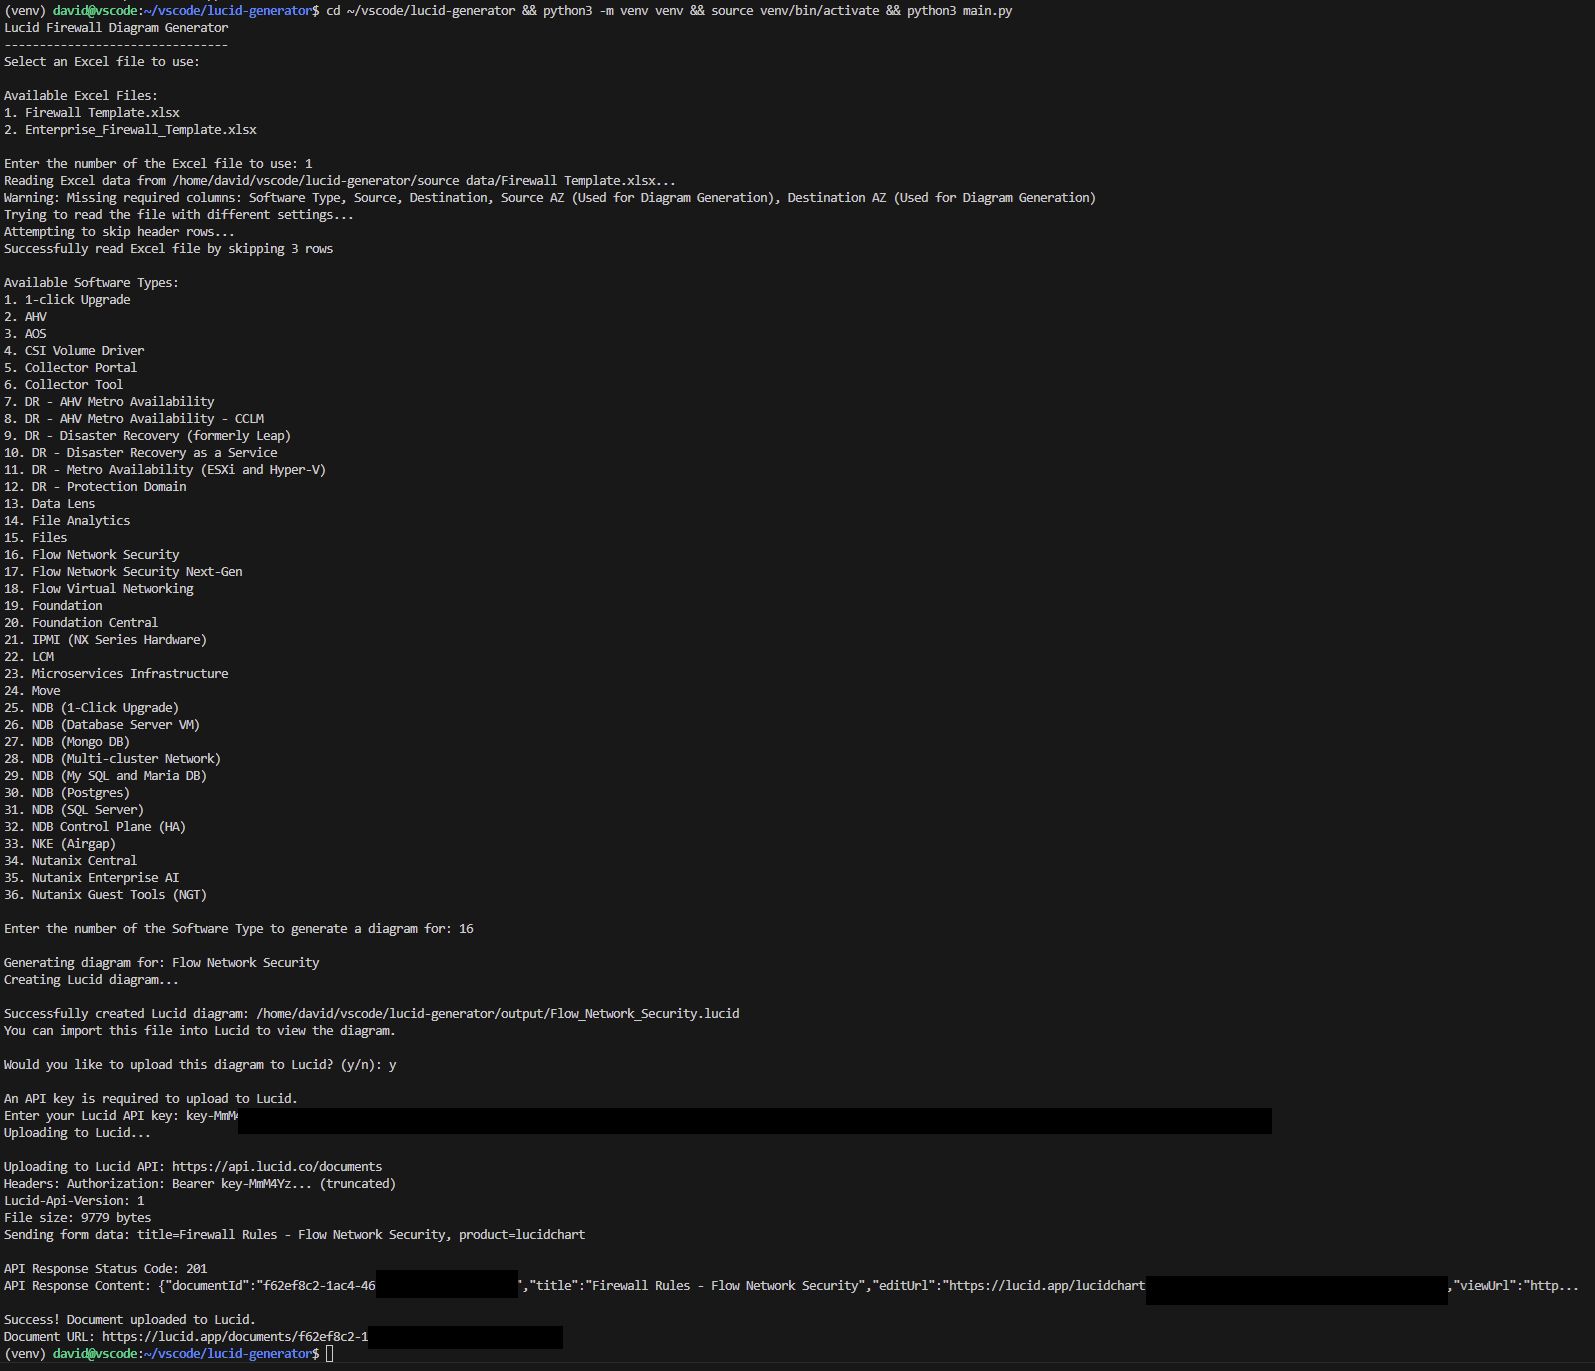 (venv) david@vscode:~/vscode/lucid-generator$ cd ~/vscode/lucid-generator && python3 -m venv venv && source venv/bin/activate && python3 main.py
Lucid Firewall Diagram Generator
--------------------------------
Select an Excel file to use:
Available Excel Files:
1. Firewall Template.xlsx
2. Enterprise_Firewall_Template.xlsx
Enter the number of the Excel file to use: 1
Reading Excel data from /home/david/vscode/lucid-generator/source data/Firewall Template.xlsx...
Warning: Missing required columns: Software Type, Source, Destination, Source AZ (Used for Diagram Generation), Destination AZ (Used for Diagram Generation)
Trying to read the file with different settings...
Attempting to skip header rows...
Successfully read Excel file by skipping 3 rows
Available Software Types:
1. 1-click Upgrade
2. AHV
3. AOS
4. CSI Volume Driver
5. Collector Portal
6. Collector Tool
7. DR - AHV Metro Availability
8. DR - AHV Metro Availability - CCLM
9. DR - Disaster Recovery (formerly Leap)
10. DR - Disaster Recovery as a Service
11. DR - Metro Availability (ESXi and Hyper-V)
12. DR - Protection Domain
13. Data Lens
14. File Analytics
15. Files
16. Flow Network Security
17. Flow Network Security Next-Gen
18. Flow Virtual Networking
19. Foundation
20. Foundation Central
21. IPMI (NX Series Hardware)
22. LCM
23. Microservices Infrastructure
24. Move
25. NDB (1-Click Upgrade)
26. NDB (Database Server VM)
27. NDB (Mongo DB)
28. NDB (Multi-cluster Network)
29. NDB (My SQL and Maria DB)
30. NDB (Postgres)
31. NDB (SQL Server)
32. NDB Control Plane (HA)
33. NKE (Airgap)
34. Nutanix Central
35. Nutanix Enterprise AI
36. Nutanix Guest Tools (NGT)
Enter the number of the Software Type to generate a diagram for: 16
Generating diagram for: Flow Network Security
Creating Lucid diagram...
Successfully created Lucid diagram: /home/david/vscode/lucid-generator/output/Flow_Network_Security.lucid
You can import this file into Lucid to view the diagram.
Would you like to upload this diagram to Lucid? (y/n): y
An API key is required to upload to Lucid.
Enter your Lucid API key: key-MmM
Uploading to Lucid...
Uploading to Lucid API: https://api.lucid.co/documents
Headers: Authorization: Bearer key-MmM4Yz... (truncated)
Lucid-Api-Version: 1
File size: 9779 bytes
Sending form data: title=Firewall Rules - Flow Network Security, product=lucidchart
API Response Status Code: 201
API Response Content: {"documentId":"f62ef8c2-1ac4-46 ","title":"Firewall Rules - Flow Network Security","editUrl":"https://lucid.app/lucidchart ,"viewUrl":"http...
Success! Document uploaded to Lucid.
Document URL: https://lucid.app/documents/f62ef8c2-1
(venv) david@vscode:~/vscode/lucid-generator$